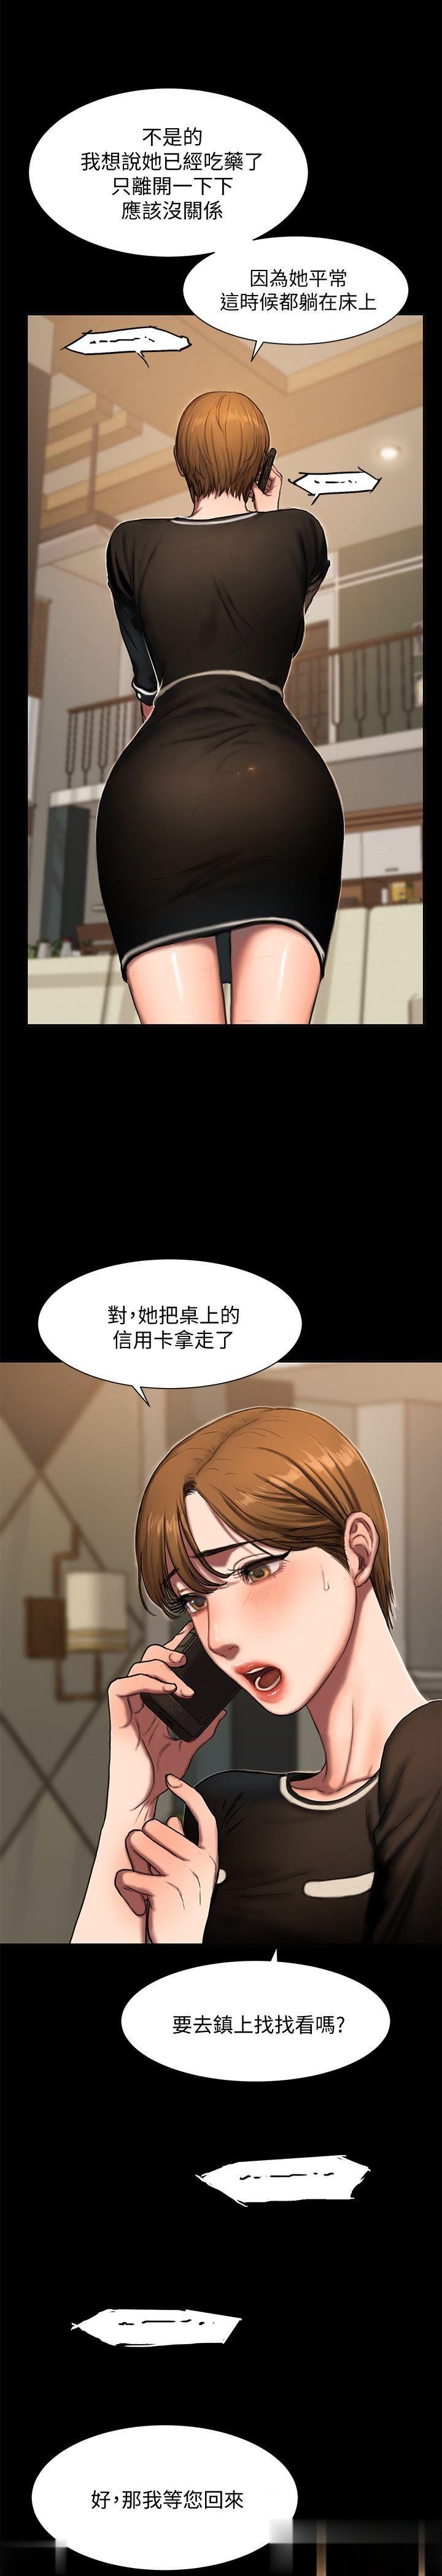 不是的
我想說她已經吃藥了
只離開一下下
應該沒關係
因為她平常
這時候都躺在床上
對,她把桌上的
信用卡拿走了
要去鎮上找找看嗎?
好,那我等您回來